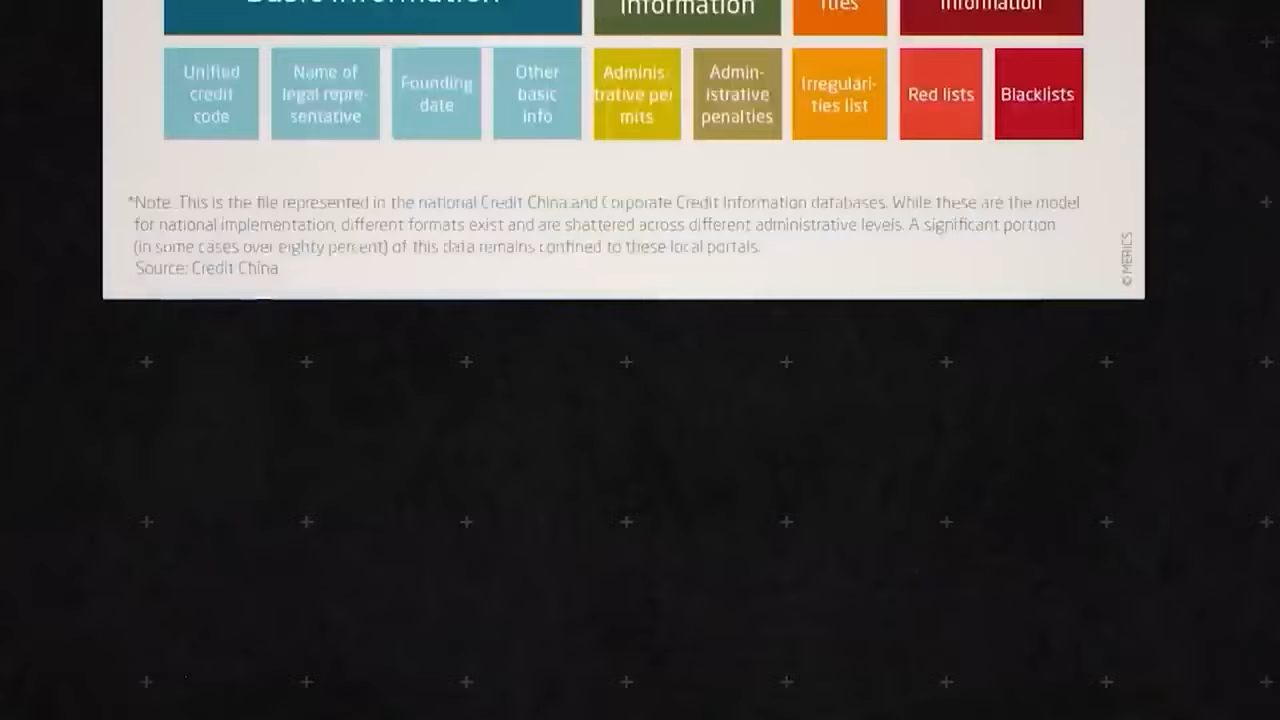 Basic Information
Information
ities
Information
Unified
credit
code
Name of
legal repre-
sentative
Founding
date
Other
basic
info
Adminis-
trative per
mits
Admin-
istrative
penalties
Irregulari-
ties list
Red lists
Blacklists
*Note: This is the file represented in the national Credit China and Corporate Credit Information databases. While these are the model
for national implementation, different formats exist and are shattered across different administrative levels. A significant portion
(in some cases over eighty percent) of this data remains confined to these local portals.
Source: Credit China
© MERICS